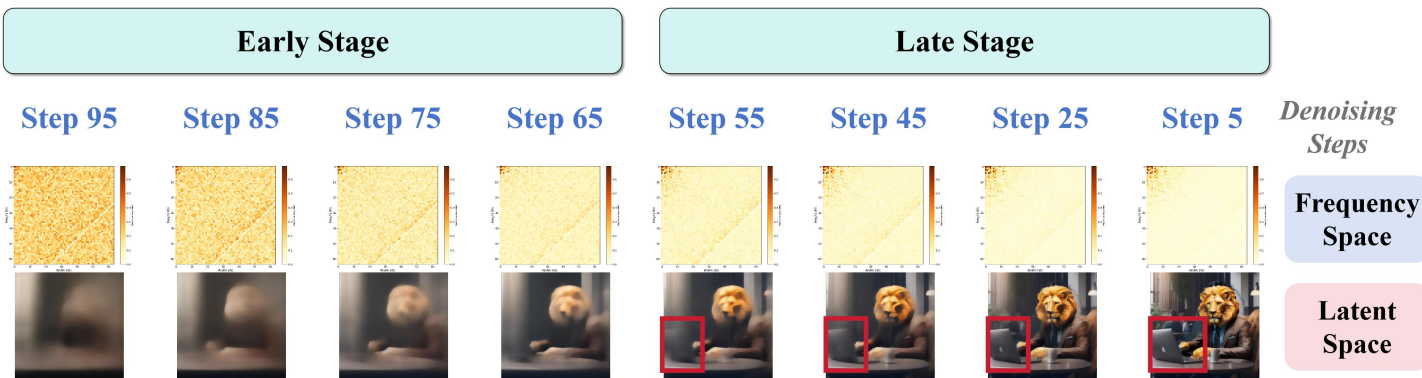 Early Stage
Late Stage
Step 95
Step 85
Step 75
Step 65
Step 55
Step 45
Step 25
Step 5
Denoising
Steps
Frequency
Space
Latent
Space